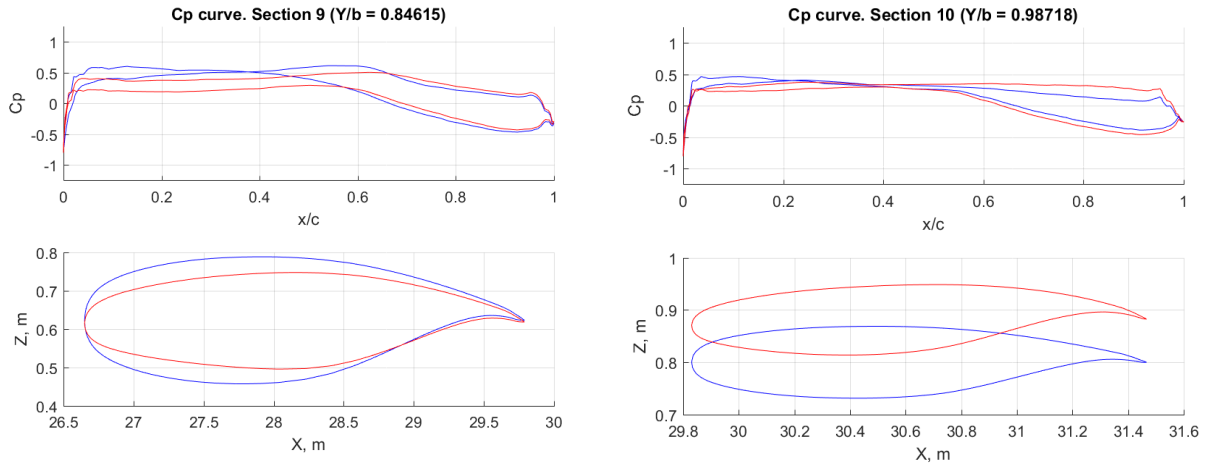 Cp curve. Section 9 (Y/b = 0.84615)
1
0.5
0
-0.5
-1
Cp
0 0.2 0.4 0.6 0.8 1
x/c
0.8
0.7
0.6
0.5
0.4
Z, m
26.5 27 27.5 28 28.5 29 29.5 30
X, m
Cp curve. Section 10 (Y/b = 0.98718)
1
0.5
0
-0.5
-1
Cp
0 0.2 0.4 0.6 0.8 1
x/c
1
0.9
0.8
0.7
Z, m
29.8 30 30.2 30.4 30.6 30.8 31 31.2 31.4 31.6
X, m